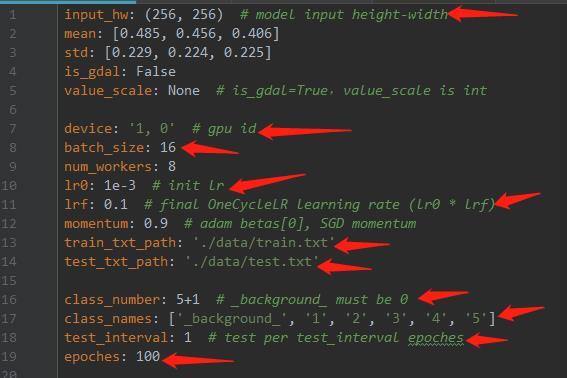 1 input_hw: (256, 256)  # model input height-width
2 mean: [0.485, 0.456, 0.406]
3 std: [0.229, 0.224, 0.225]
4 is_gdal: False
5 value_scale: None  # is_gdal=True，value_scale is int
6
7 device: '1, 0'  # gpu id
8 batch_size: 16
9 num_workers: 8
10 lr0: 1e-3  # init lr
11 lrf: 0.1  # final OneCycleLR learning rate (lr0 * lrf)
12 momentum: 0.9  # adam betas[0], SGD momentum
13 train_txt_path: './data/train.txt'
14 test_txt_path: './data/test.txt'
15
16 class_number: 5+1  # _background_ must be 0
17 class_names: ['_background_', '1', '2', '3', '4', '5']
18 test_interval: 1  # test per test_interval epoches
19 epoches: 100